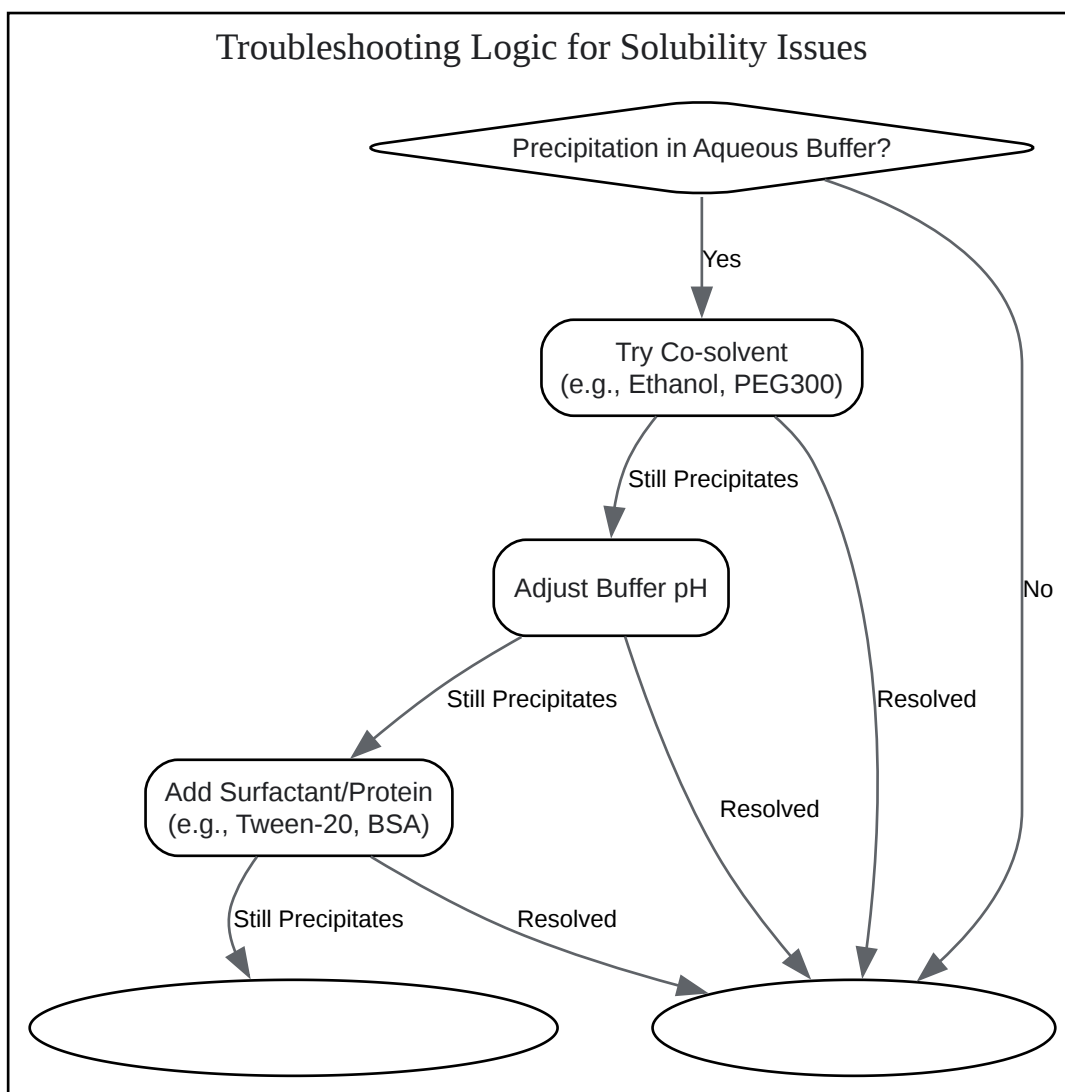 Troubleshooting Logic for Solubility Issues
Precipitation in Aqueous Buffer?
Yes
Try Co-solvent
(e.g., Ethanol, PEG300)
Still Precipitates
Adjust Buffer pH
No
Still Precipitates
Resolved
Add Surfactant/Protein
(e.g., Tween-20, BSA)
Resolved
Still Precipitates
Resolved